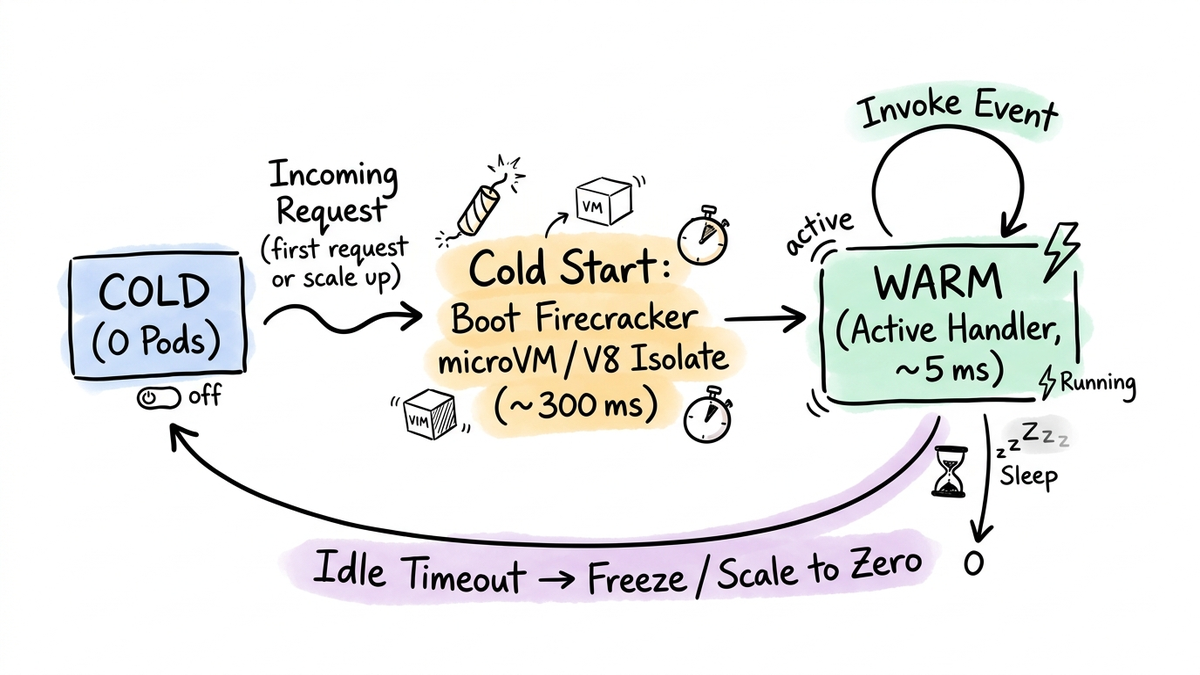 Invoke Event
Incoming
Request
(first request
or scale up)
COLD
(0 Pods)
off
VM
Cold Start:
Boot Firecracker
microVM/V8 Isolate
(~300 ms)
VIM
active
WARM
(Active Handler,
~5 ms)
Running
zzZzz
Sleep
0
Idle Timeout → Freeze/Scale to Zero